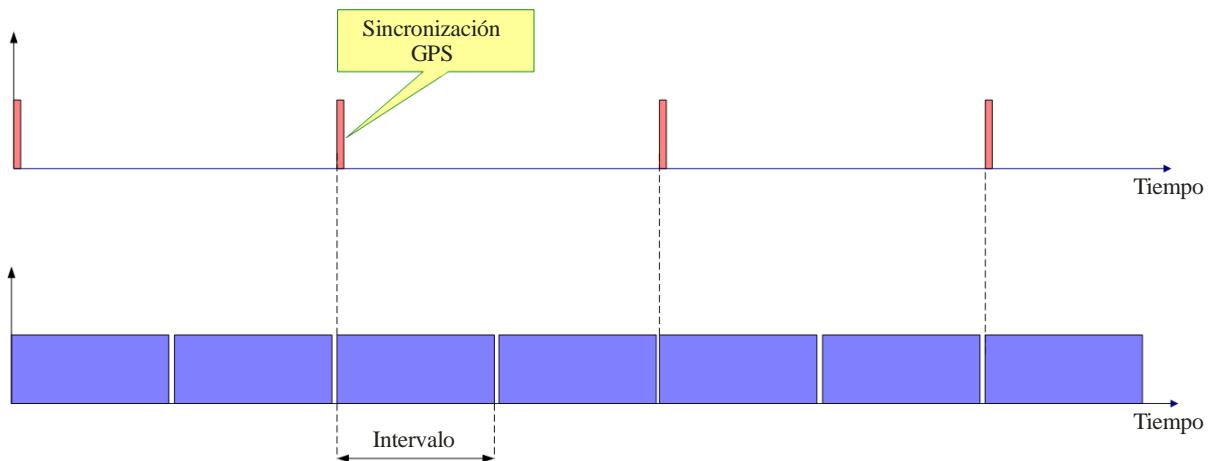 Sincronización
GPS
Tiempo
Tiempo
Intervalo